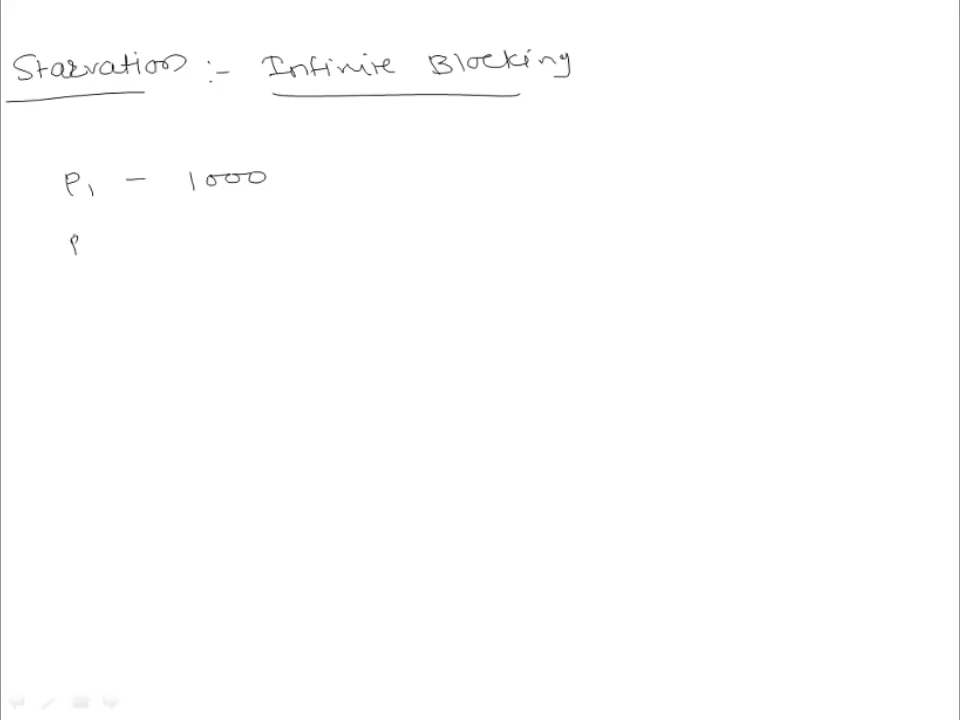 Starvation :- Infinite Blocking
P1 - 1000
P